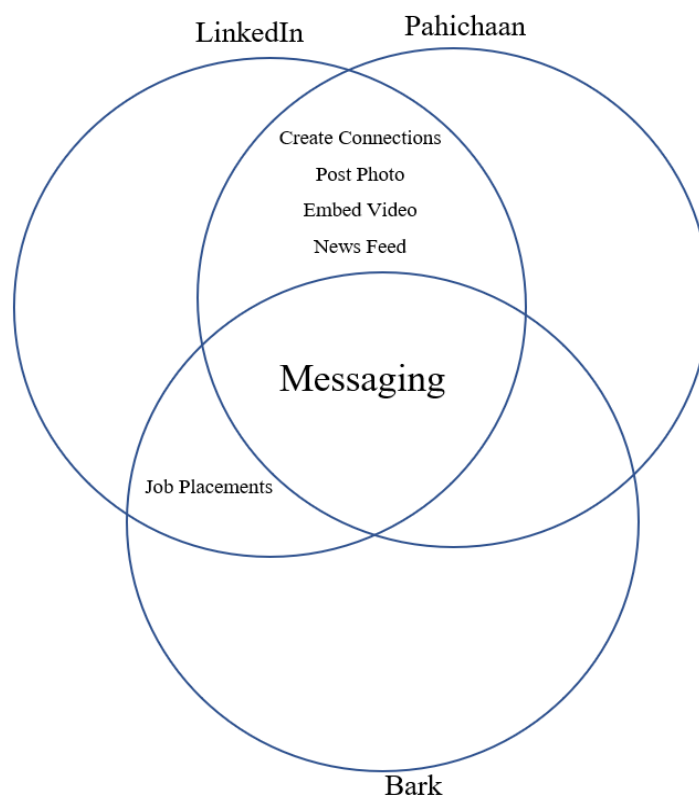 LinkedIn
Pahichaan
Create Connections
Post Photo
Embed Video
News Feed
Messaging
Job Placements
Bark